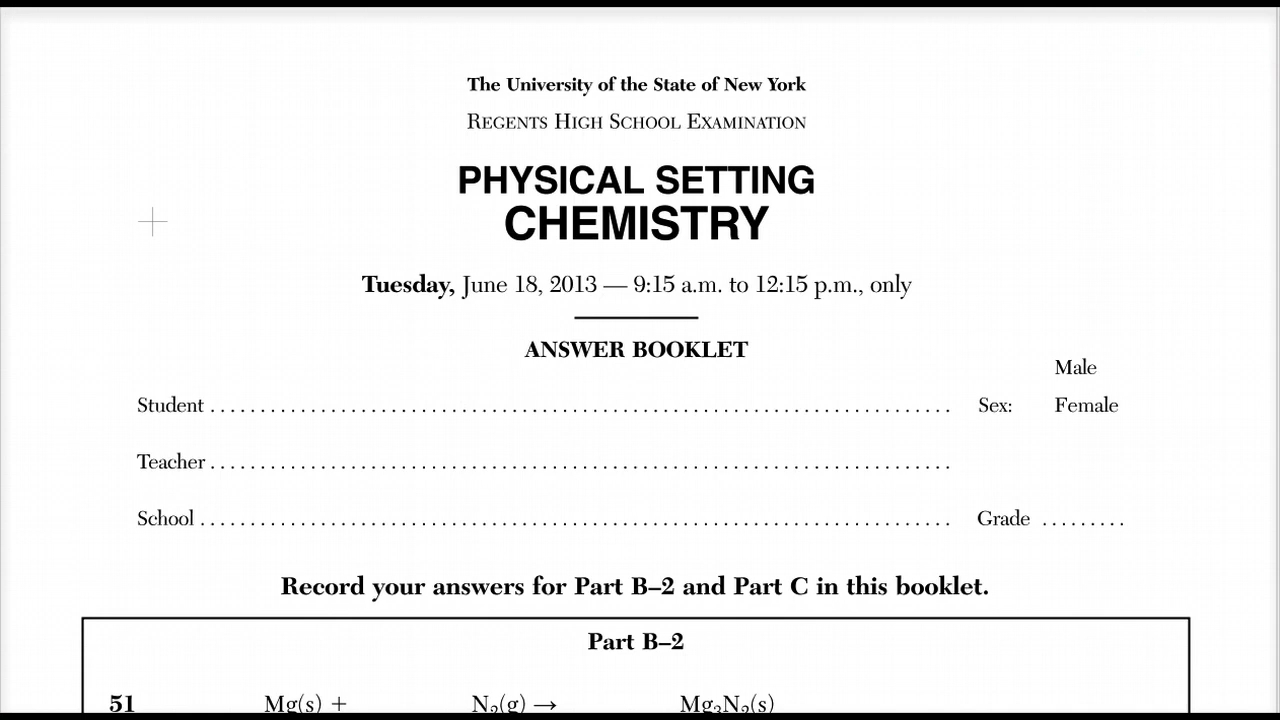 The University of the State of New York
REGENTS HIGH SCHOOL EXAMINATION
PHYSICAL SETTING
CHEMISTRY
Tuesday, June 18, 2013 — 9:15 a.m. to 12:15 p.m., only
ANSWER BOOKLET
Male
Student . . . . . . . . . . . . . . . . . . . . . . . . . . . . . . . . . . . . . . . . . . . . . . . . . . . . . . . . . . . . . . . . . . . . . . . . . . Sex: Female
Teacher . . . . . . . . . . . . . . . . . . . . . . . . . . . . . . . . . . . . . . . . . . . . . . . . . . . . . . . . . . . . . . . . . . . . . . . . . .
School . . . . . . . . . . . . . . . . . . . . . . . . . . . . . . . . . . . . . . . . . . . . . . . . . . . . . . . . . . . . . . . . . . . . . . . . . . . Grade . . . . . . . . .
Record your answers for Part B–2 and Part C in this booklet.
Part B–2
51 Mg(s) + N₂(g) → Mg₃N₂(s)